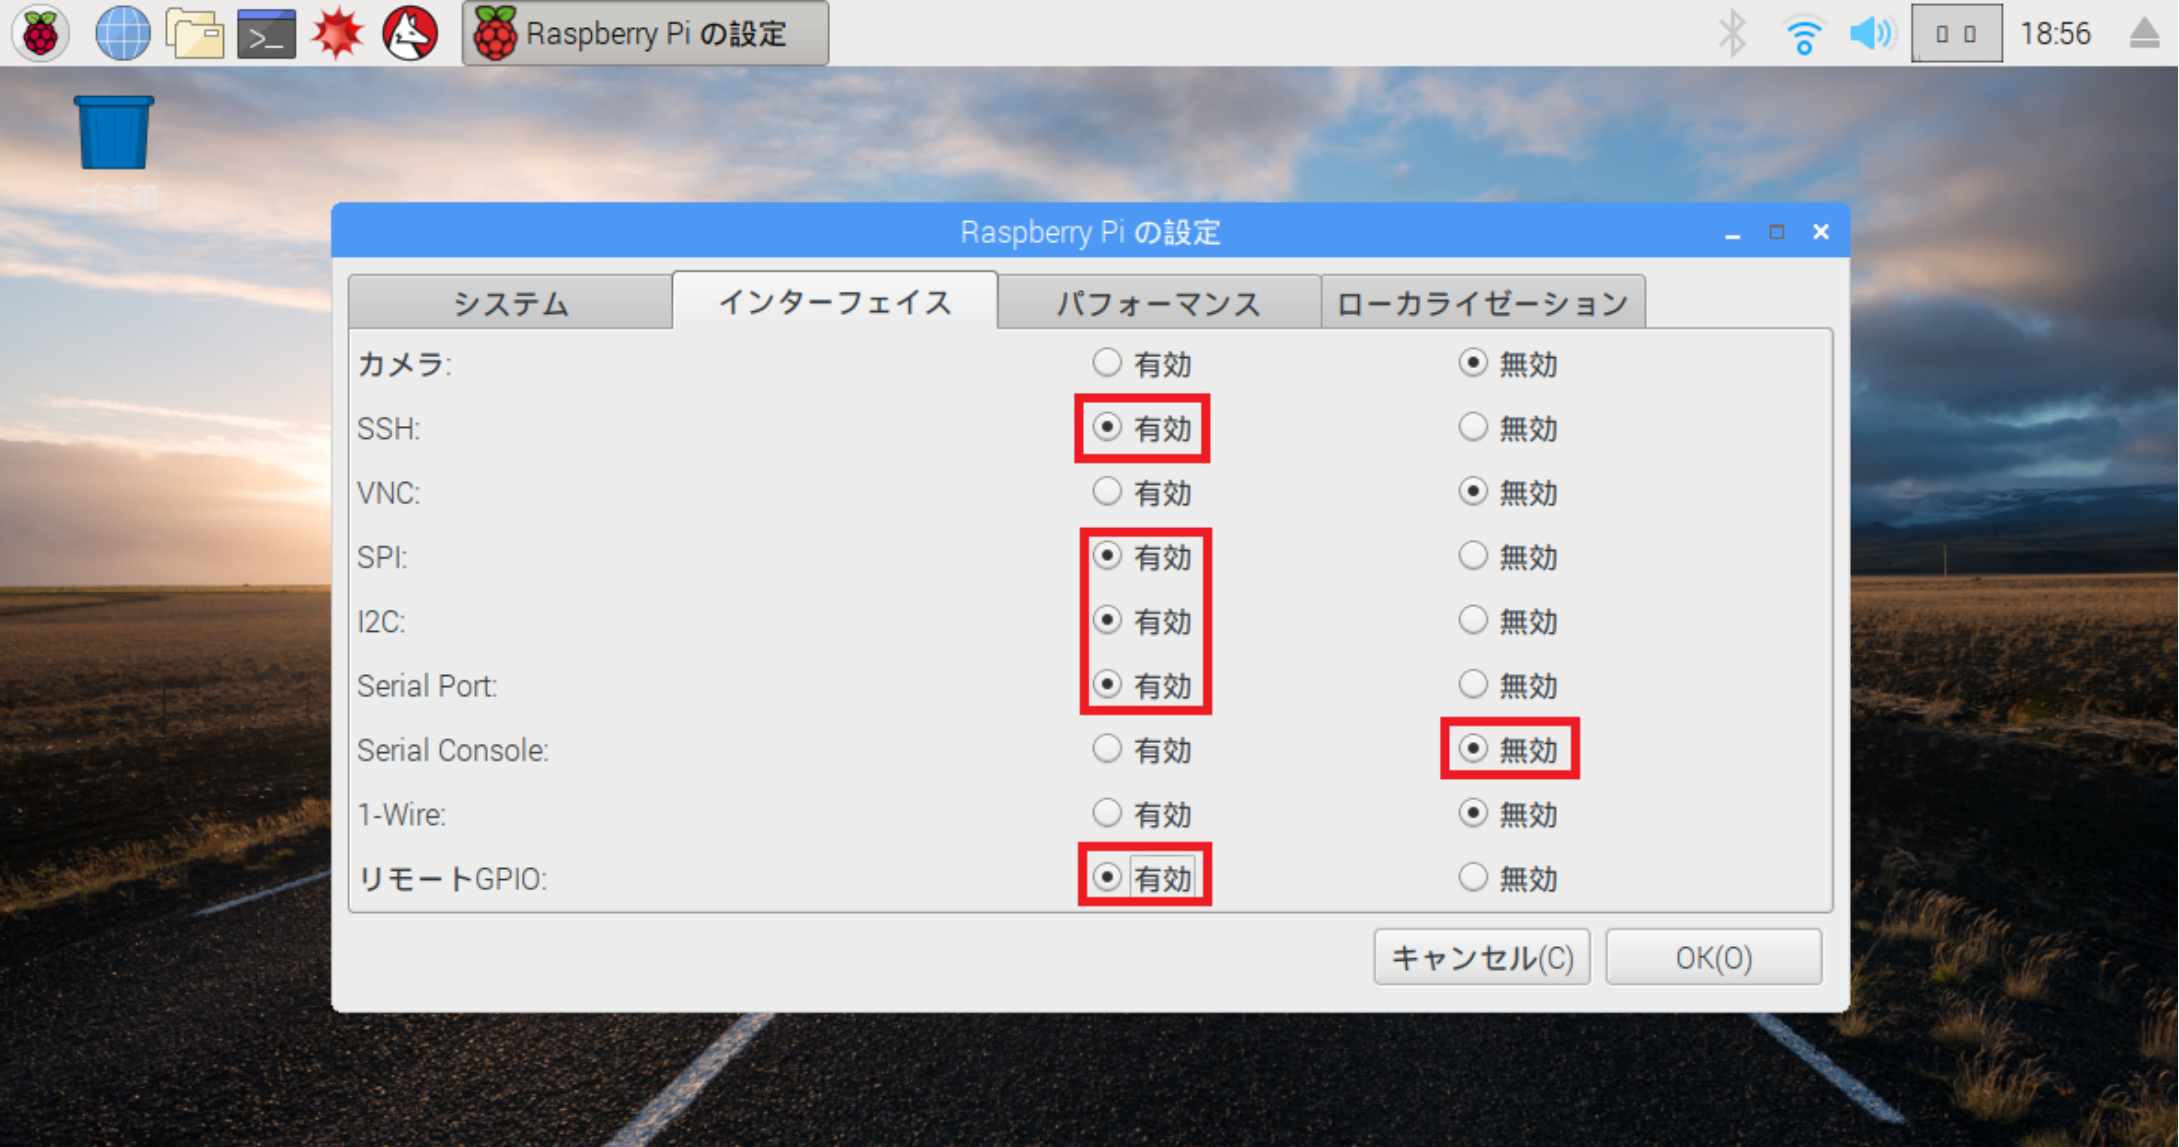 Raspberry Pi の設定
18:56
ゴミ箱
Raspberry Pi の設定
システム インターフェイス パフォーマンス ローカライゼーション
カメラ: 有効 無効
SSH: 有効 無効
VNC: 有効 無効
SPI: 有効 無効
I2C: 有効 無効
Serial Port: 有効 無効
Serial Console: 有効 無効
1-Wire: 有効 無効
リモートGPIO: 有効 無効
キャンセル(C) OK(O)